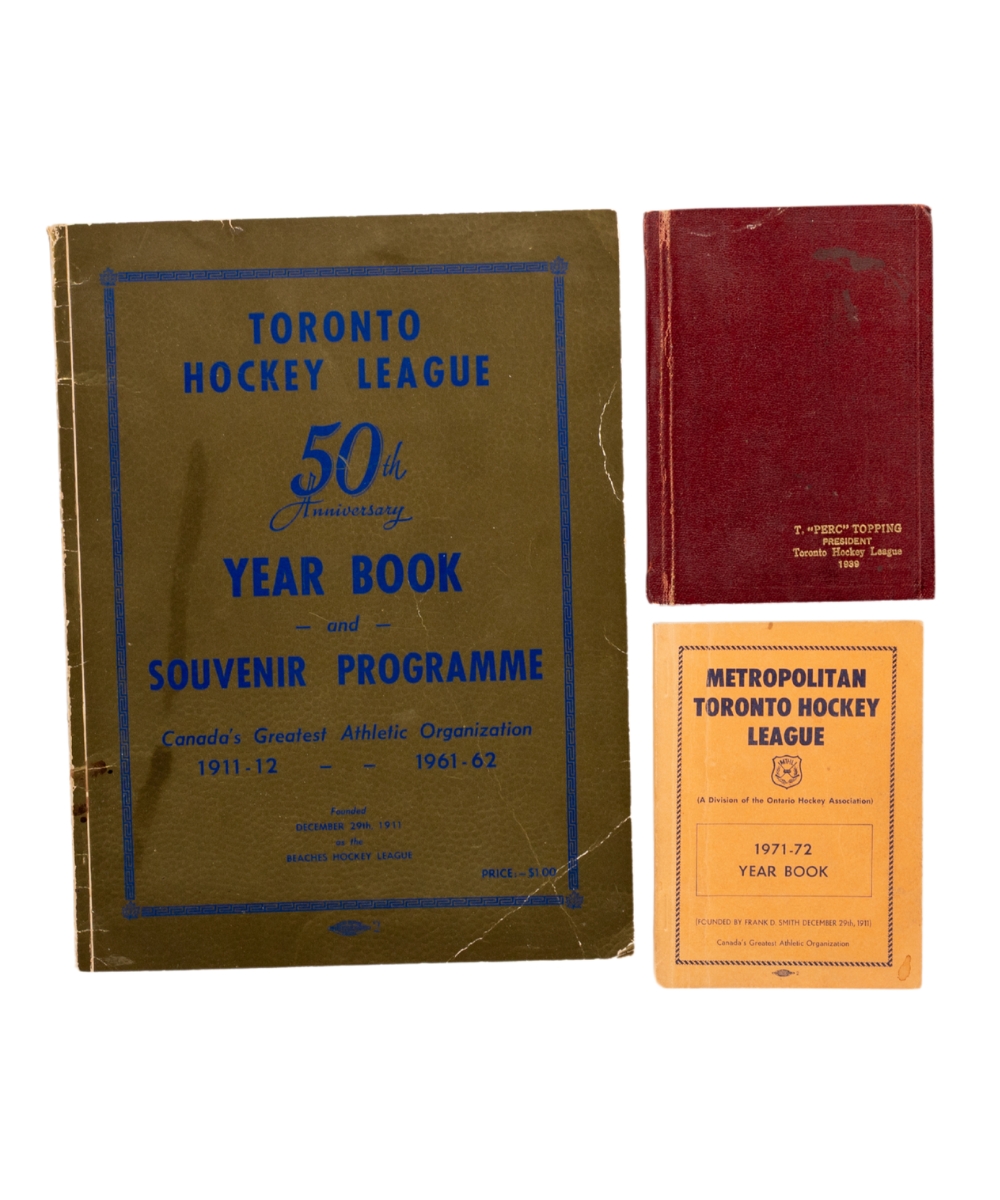 TORONTO
HOCKEY LEAGUE
50th
Anniversary
YEAR BOOK
— and —
SOUVENIR PROGRAMME
Canada's Greatest Athletic Organization
1911-12 — — 1961-62
Founded
DECEMBER 29th, 1911
as the
BEACHES HOCKEY LEAGUE
PRICE:— $1.00
T. "PERC" TOPPING
PRESIDENT
Toronto Hockey League
1939
METROPOLITAN
TORONTO HOCKEY
LEAGUE
(A Division of the Ontario Hockey Association)
1971-72
YEAR BOOK
(FOUNDED BY FRANK D. SMITH DECEMBER 29th, 1911)
Canada's Greatest Athletic Organization